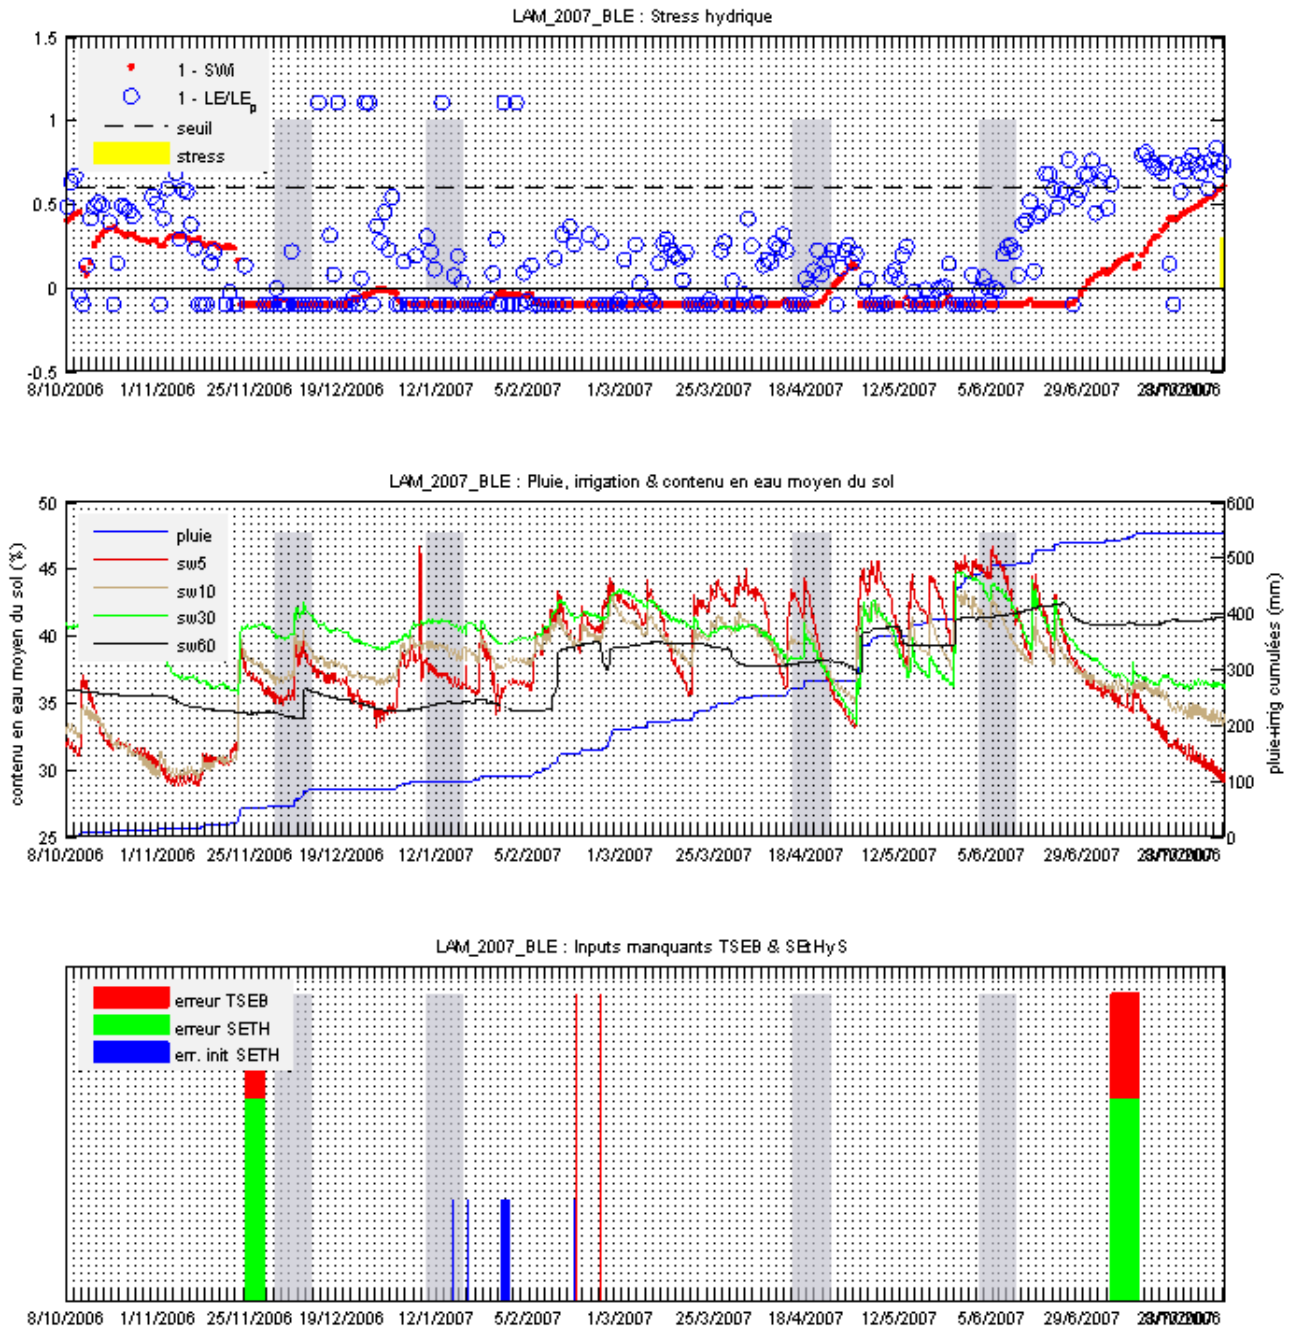 LAM_2007_BLE : Stress hydrique
1.5
1 - SWI
1 - LE/LEp
1
seuil
stress
0.5
0
-0.5
8/10/2006 1/11/2006 25/11/2006 19/12/2006 12/1/2007 5/2/2007 1/3/2007 25/3/2007 18/4/2007 12/5/2007 5/6/2007 29/6/2007
LAM_2007_BLE : Pluie, irrigation & contenu en eau moyen du sol
50 600
pluie
500
sw5
45
sw10
400
sw30
40
sw60
300
35
200
30
100
25 0
contenu en eau moyen du sol (%)
pluie+irrig cumulées (mm)
8/10/2006 1/11/2006 25/11/2006 19/12/2006 12/1/2007 5/2/2007 1/3/2007 25/3/2007 18/4/2007 12/5/2007 5/6/2007 29/6/2007
LAM_2007_BLE : Inputs manquants TSEB & SEtHyS
erreur TSEB
erreur SETH
err. init SETH
8/10/2006 1/11/2006 25/11/2006 19/12/2006 12/1/2007 5/2/2007 1/3/2007 25/3/2007 18/4/2007 12/5/2007 5/6/2007 29/6/2007